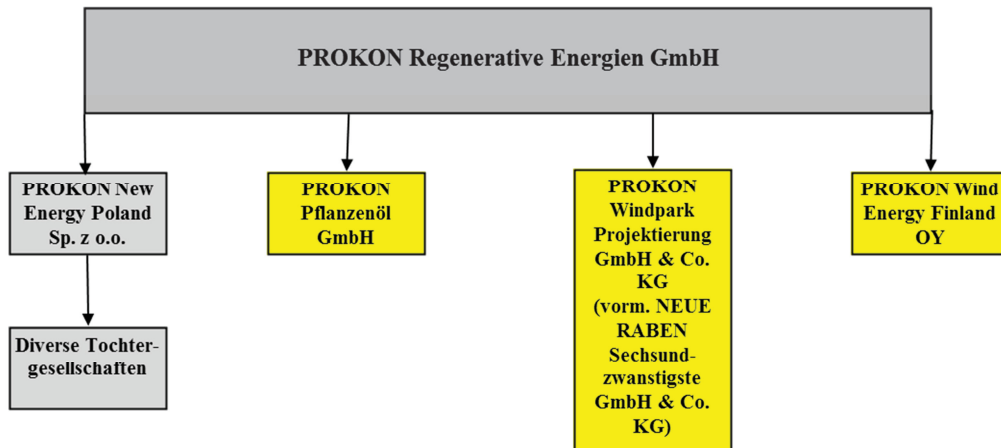 PROKON Regenerative Energien GmbH
PROKON New
Energy Poland
Sp. z o.o.
PROKON
Pflanzenöl
GmbH
PROKON
Windpark
Projektierung
GmbH & Co.
KG
(vorm. NEUE
RABEN
Sechsund-
zwanstigste
GmbH & Co.
KG)
PROKON Wind
Energy Finland
OY
Diverse Tochter-
gesellschaften